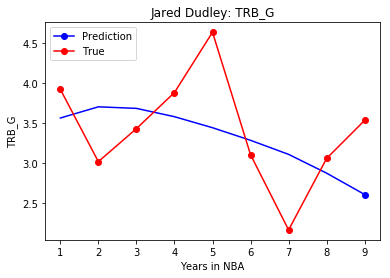 Jared Dudley: TRB_G
Prediction
True
TRB_G
4.5
4.0
3.5
3.0
2.5
1 2 3 4 5 6 7 8 9
Years in NBA